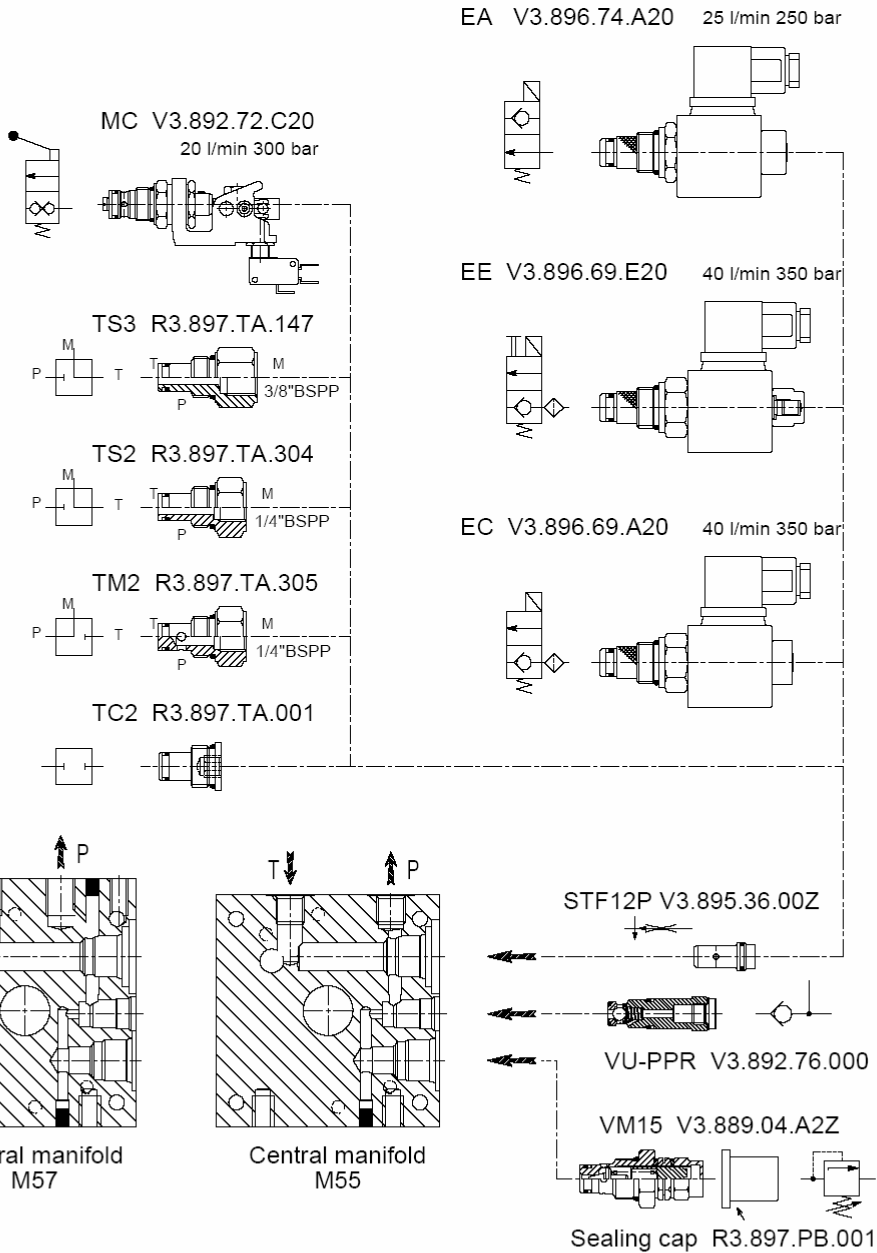 EA V3.896.74.A20 25 l/min 250 bar
MC V3.892.72.C20
20 l/min 300 bar
EE V3.896.69.E20 40 l/min 350 bar
TS3 R3.897.TA.147
M
P T T M
3/8"BSPP
P
TS2 R3.897.TA.304
M
P T T M
1/4"BSPP
P
EC V3.896.69.A20 40 l/min 350 bar
TM2 R3.897.TA.305
M
P T T M
1/4"BSPP
P
TC2 R3.897.TA.001
P
T P
STF12P V3.895.36.00Z
VU-PPR V3.892.76.000
VM15 V3.889.04.A2Z
ral manifold
M57
Central manifold
M55
Sealing cap R3.897.PB.001